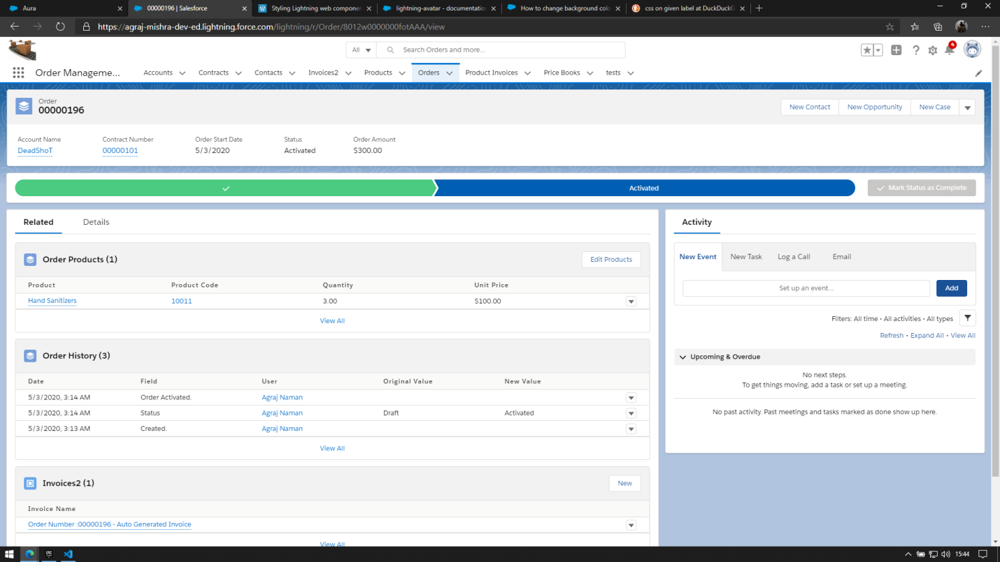 Aura
00000196 | Salesforce
Styling Lightning web componen
lightning-avatar - documentatio
How to change background colo
css on given label at DuckDuckG
https://agraj-mishra-dev-ed.lightning.force.com/lightning/r/Order/8012w0000000fotAAA/view
All
Search Orders and more...
4
Order Manageme...
Accounts
Contracts
Contacts
Invoices2
Products
Orders
Product Invoices
Price Books
tests
Order
00000196
New Contact
New Opportunity
New Case
Account Name
Contract Number
Order Start Date
Status
Order Amount
DeadShoT
00000101
5/3/2020
Activated
$300.00
Activated
Mark Status as Complete
Related
Details
Order Products (1)
Edit Products
Product
Product Code
Quantity
Unit Price
Hand Sanitizers
10011
3.00
$100.00
View All
Order History (3)
Date
Field
User
Original Value
New Value
5/3/2020, 3:14 AM
Order Activated.
Agraj Naman
5/3/2020, 3:14 AM
Status
Agraj Naman
Draft
Activated
5/3/2020, 3:13 AM
Created.
Agraj Naman
View All
Invoices2 (1)
New
Invoice Name
Order Number :00000196 - Auto Generated Invoice
View All
Activity
New Event
New Task
Log a Call
Email
Set up an event...
Add
Filters: All time • All activities • All types
Refresh • Expand All • View All
Upcoming & Overdue
No next steps.
To get things moving, add a task or set up a meeting.
No past activity. Past meetings and tasks marked as done show up here.
15:44